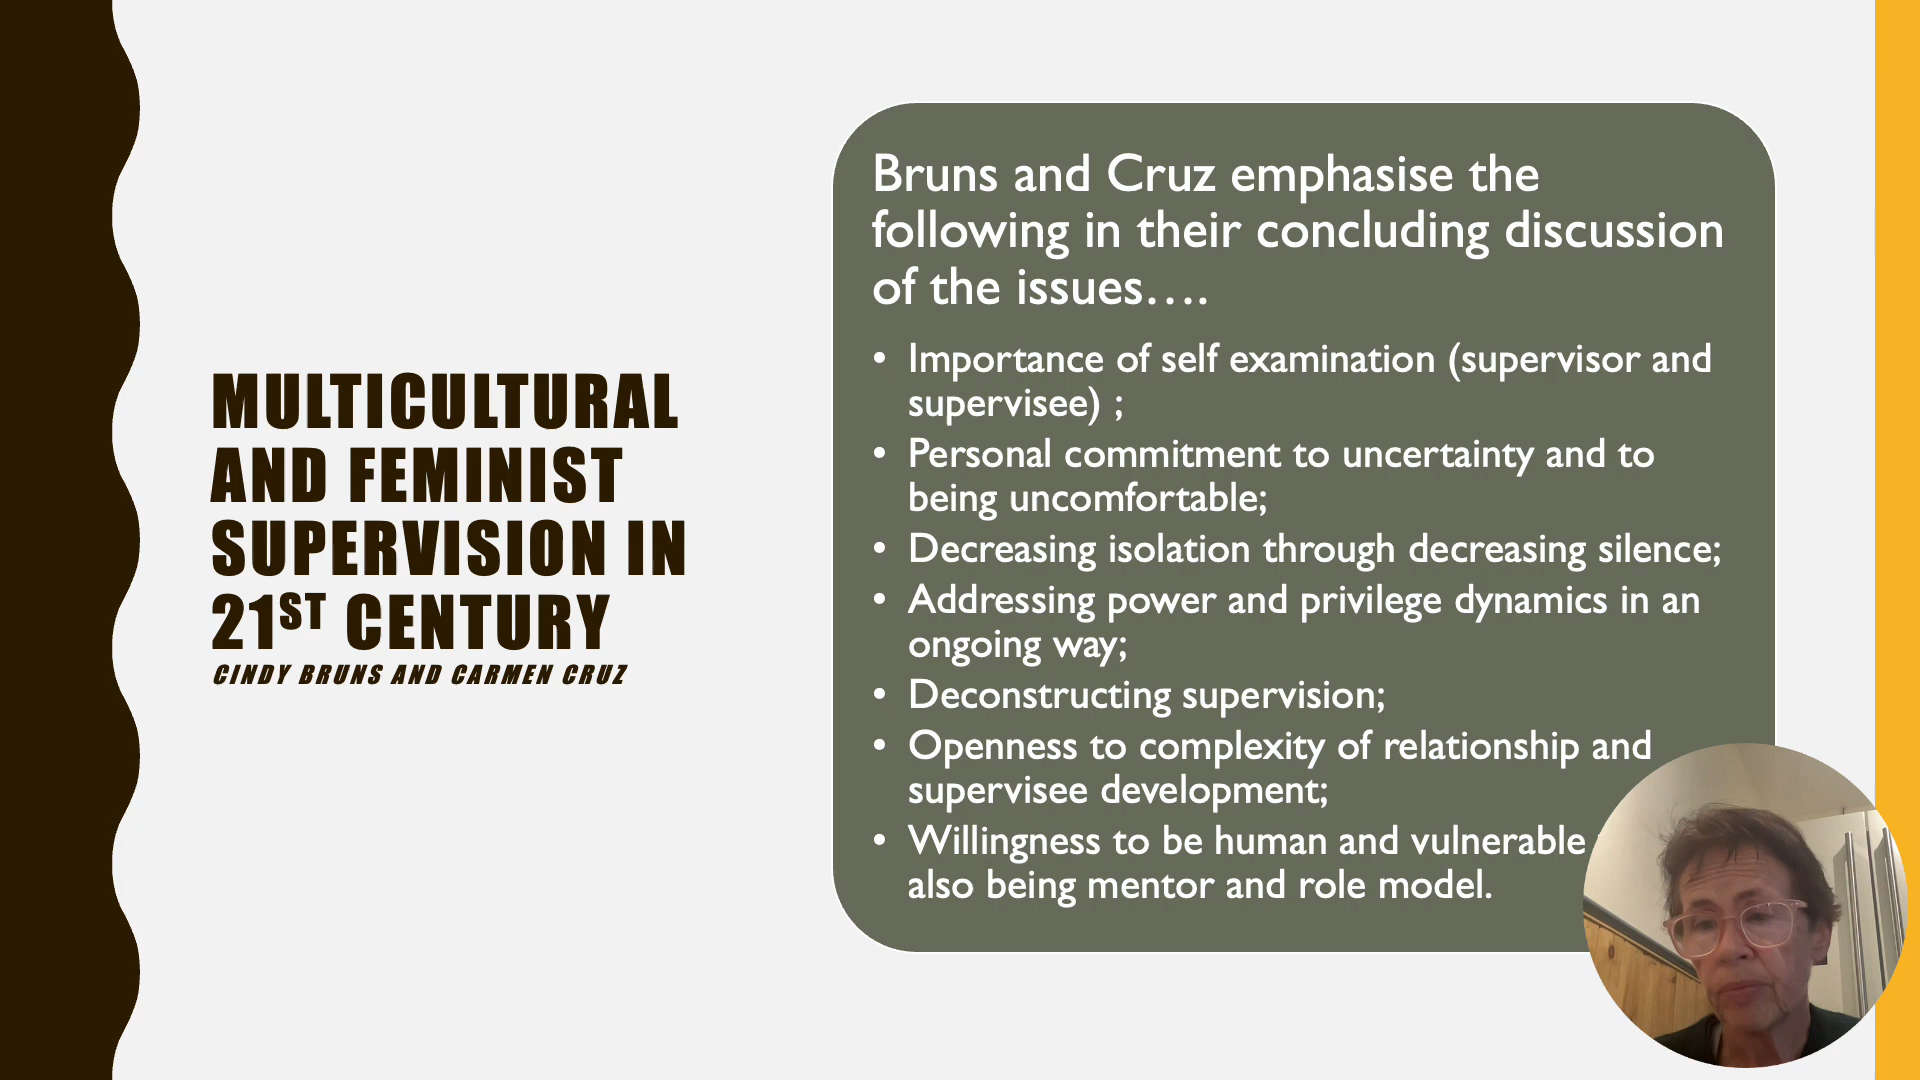 MULTICULTURAL
AND FEMINIST
SUPERVISION IN
21ST CENTURY
CINDY BRUNS AND CARMEN CRUZ
Bruns and Cruz emphasise the
following in their concluding discussion
of the issues….
• Importance of self examination (supervisor and
supervisee) ;
• Personal commitment to uncertainty and to
being uncomfortable;
• Decreasing isolation through decreasing silence;
• Addressing power and privilege dynamics in an
ongoing way;
• Deconstructing supervision;
• Openness to complexity of relationship and
supervisee development;
• Willingness to be human and vulnerable
also being mentor and role model.